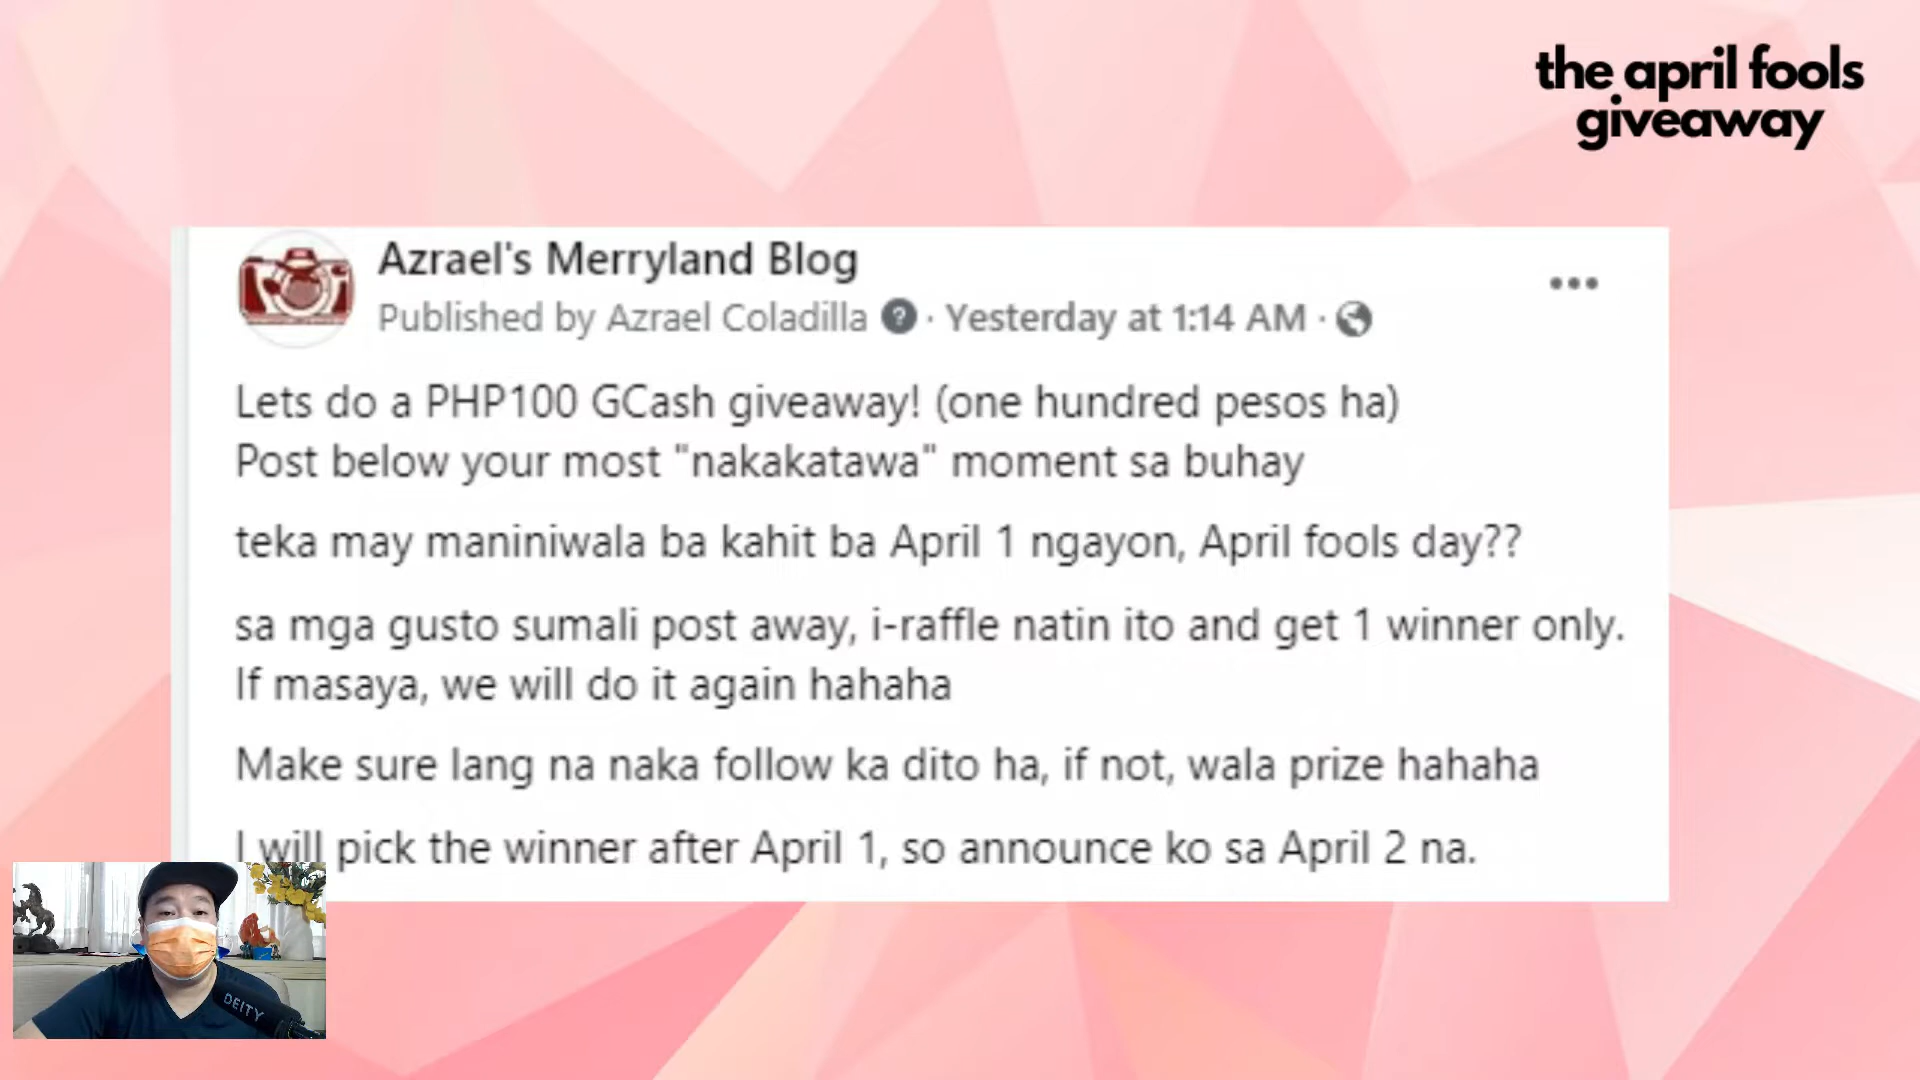 the april fools
giveaway
Azrael's Merryland Blog
Published by Azrael Coladilla ? · Yesterday at 1:14 AM ·
Lets do a PHP100 GCash giveaway! (one hundred pesos ha)
Post below your most "nakakatawa" moment sa buhay
teka may maniniwala ba kahit ba April 1 ngayon, April fools day??
sa mga gusto sumali post away, i-raffle natin ito and get 1 winner only.
If masaya, we will do it again hahaha
Make sure lang na naka follow ka dito ha, if not, wala prize hahaha
I will pick the winner after April 1, so announce ko sa April 2 na.
DEITY